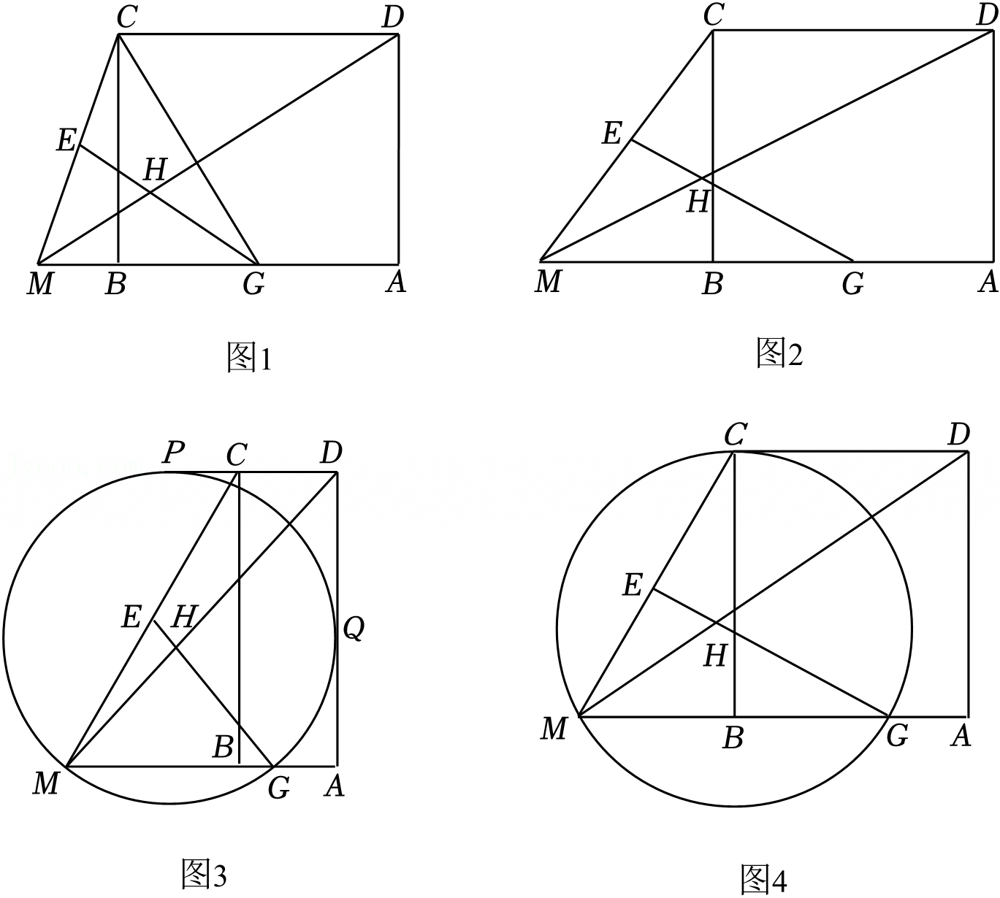 C D C D
E H E H
M B G A M B G A
图1 图2
P C D C D
E H Q E H
B
M G A M B G A
图3 图4